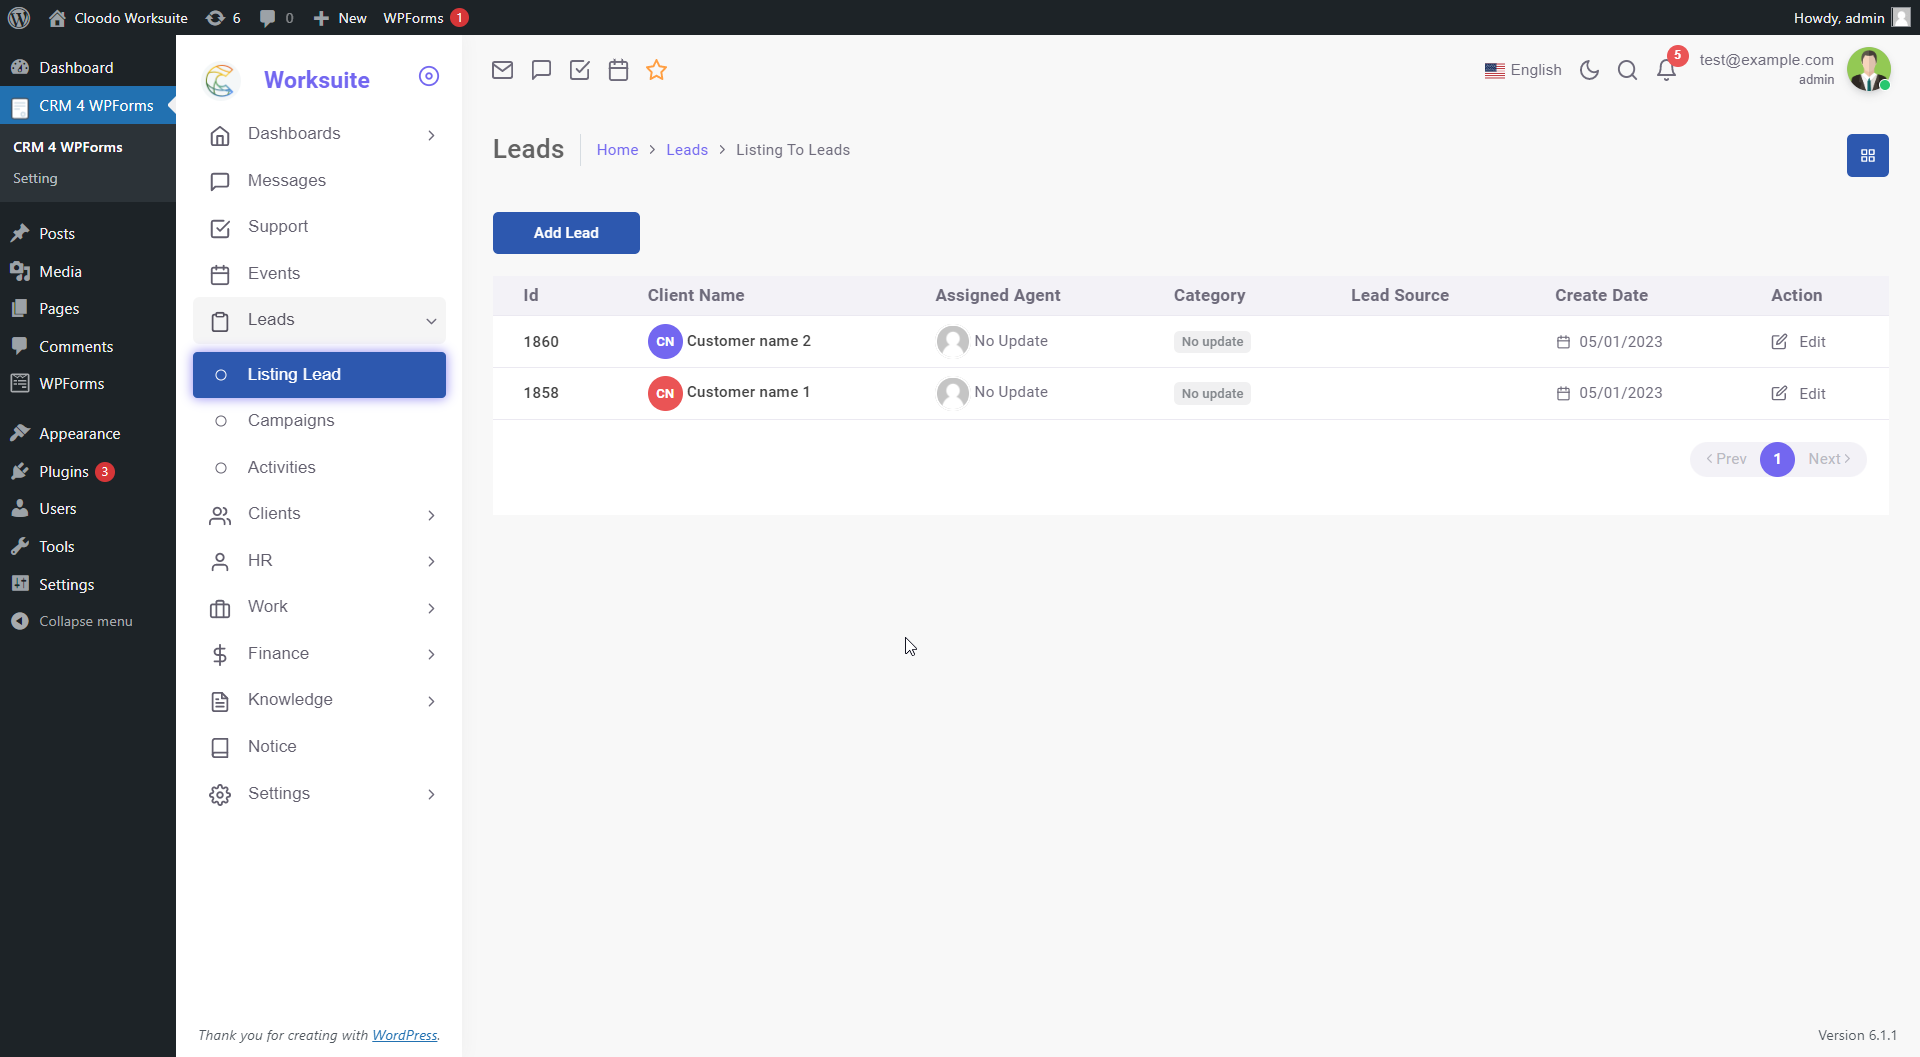 Cloodo Worksuite 6 0 New WPForms 1 Howdy, admin
Dashboard
CRM 4 WPForms
CRM 4 WPForms
Setting
Posts
Media
Pages
Comments
WPForms
Appearance
Plugins 3
Users
Tools
Settings
Collapse menu
Worksuite
Dashboards
Messages
Support
Events
Leads
Listing Lead
Campaigns
Activities
Clients
HR
Work
Finance
Knowledge
Notice
Settings
English 5 test@example.com
admin
Leads Home > Leads > Listing To Leads
Add Lead
Id Client Name Assigned Agent Category Lead Source Create Date Action
1860 CN Customer name 2 No Update No update 05/01/2023 Edit
1858 CN Customer name 1 No Update No update 05/01/2023 Edit
< Prev 1 Next >
Thank you for creating with WordPress.
Version 6.1.1